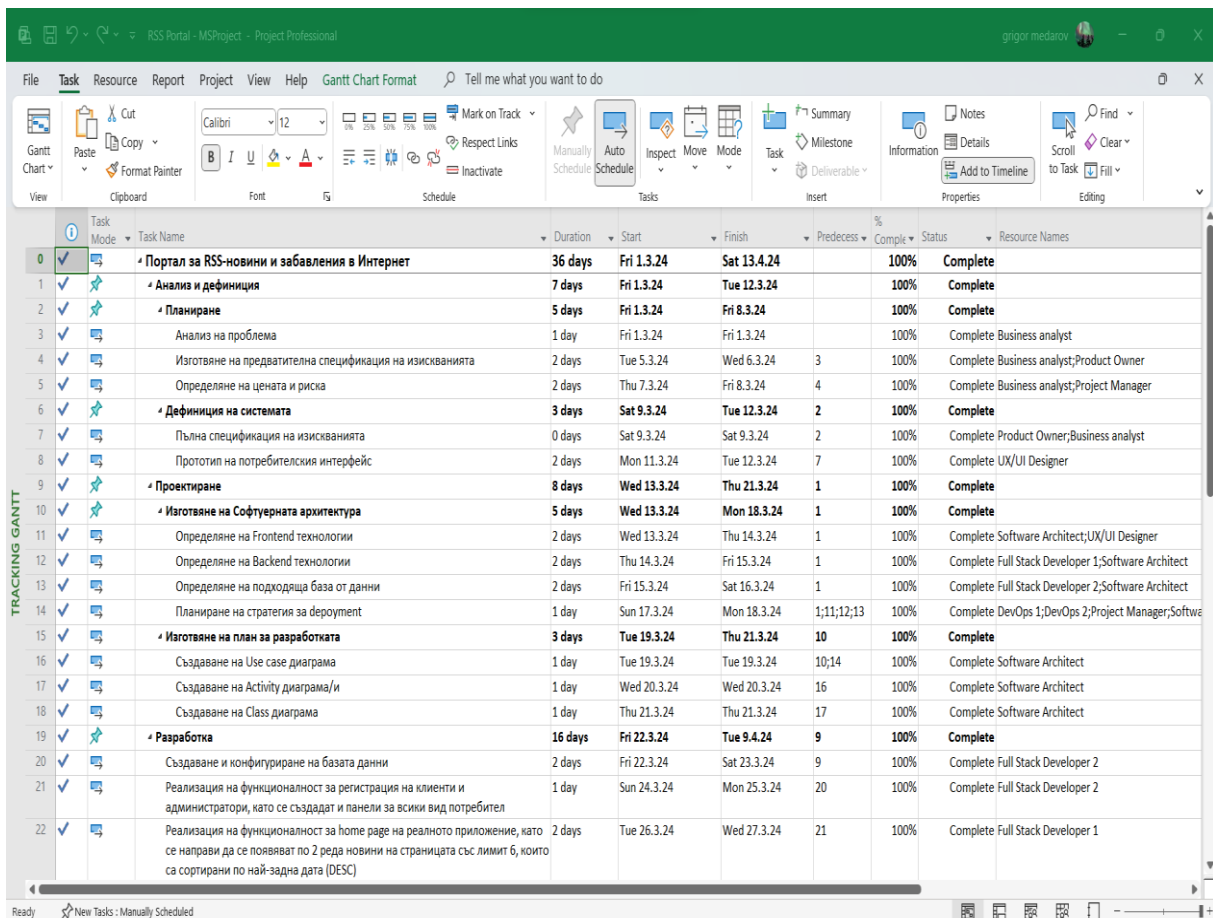 RSS Portal - MSProject - Project Professional
grigor medarov
File Task Resource Report Project View Help Gantt Chart Format Tell me what you want to do
Gantt Chart
View
Paste
Cut
Copy
Format Painter
Clipboard
Calibri 12
B I U A
Font
0% 25% 50% 75% 100%
Mark on Track
Respect Links
Inactivate
Schedule
Manually Schedule
Auto Schedule
Inspect
Move
Mode
Tasks
Task
Summary
Milestone
Deliverable
Insert
Information
Notes
Details
Add to Timeline
Properties
Scroll to Task
Find
Clear
Fill
Editing
Task Mode Task Name Duration Start Finish Predecess % Comple Status Resource Names
0 Портал за RSS-новини и забавления в Интернет 36 days Fri 1.3.24 Sat 13.4.24 100% Complete
1 Анализ и дефиниция 7 days Fri 1.3.24 Tue 12.3.24 100% Complete
2 Планиране 5 days Fri 1.3.24 Fri 8.3.24 100% Complete
3 Анализ на проблема 1 day Fri 1.3.24 Fri 1.3.24 100% Complete Business analyst
4 Изготвяне на предватителна спецификация на изискванията 2 days Tue 5.3.24 Wed 6.3.24 3 100% Complete Business analyst;Product Owner
5 Определяне на цената и риска 2 days Thu 7.3.24 Fri 8.3.24 4 100% Complete Business analyst;Project Manager
6 Дефиниция на системата 3 days Sat 9.3.24 Tue 12.3.24 2 100% Complete
7 Пълна спецификация на изискванията 0 days Sat 9.3.24 Sat 9.3.24 2 100% Complete Product Owner;Business analyst
8 Прототип на потребителския интерфейс 2 days Mon 11.3.24 Tue 12.3.24 7 100% Complete UX/UI Designer
9 Проектиране 8 days Wed 13.3.24 Thu 21.3.24 1 100% Complete
10 Изготвяне на Софтуерната архитектура 5 days Wed 13.3.24 Mon 18.3.24 1 100% Complete
11 Определяне на Frontend технологии 2 days Wed 13.3.24 Thu 14.3.24 1 100% Complete Software Architect;UX/UI Designer
12 Определяне на Backend технологии 2 days Thu 14.3.24 Fri 15.3.24 1 100% Complete Full Stack Developer 1;Software Architect
13 Определяне на подходяща база от данни 2 days Fri 15.3.24 Sat 16.3.24 1 100% Complete Full Stack Developer 2;Software Architect
14 Планиране на стратегия за depoyment 1 day Sun 17.3.24 Mon 18.3.24 1;11;12;13 100% Complete DevOps 1;DevOps 2;Project Manager;Softwa
15 Изготвяне на план за разработката 3 days Tue 19.3.24 Thu 21.3.24 10 100% Complete
16 Създаване на Use case диаграма 1 day Tue 19.3.24 Tue 19.3.24 10;14 100% Complete Software Architect
17 Създаване на Activity диаграма/и 1 day Wed 20.3.24 Wed 20.3.24 16 100% Complete Software Architect
18 Създаване на Class диаграма 1 day Thu 21.3.24 Thu 21.3.24 17 100% Complete Software Architect
19 Разработка 16 days Fri 22.3.24 Tue 9.4.24 9 100% Complete
20 Създаване и конфигуриране на базата данни 2 days Fri 22.3.24 Sat 23.3.24 9 100% Complete Full Stack Developer 2
21 Реализация на функционалност за регистрация на клиенти и 1 day Sun 24.3.24 Mon 25.3.24 20 100% Complete Full Stack Developer 2
администратори, като се създадат и панели за всики вид потребител
22 Реализация на функционалност за home page на реалното приложение, като 2 days Tue 26.3.24 Wed 27.3.24 21 100% Complete Full Stack Developer 1
се направи да се появяват по 2 реда новини на страницата със лимит 6, които
са сортирани по най-задна дата (DESC)
TRACKING GANTT
Ready New Tasks : Manually Scheduled